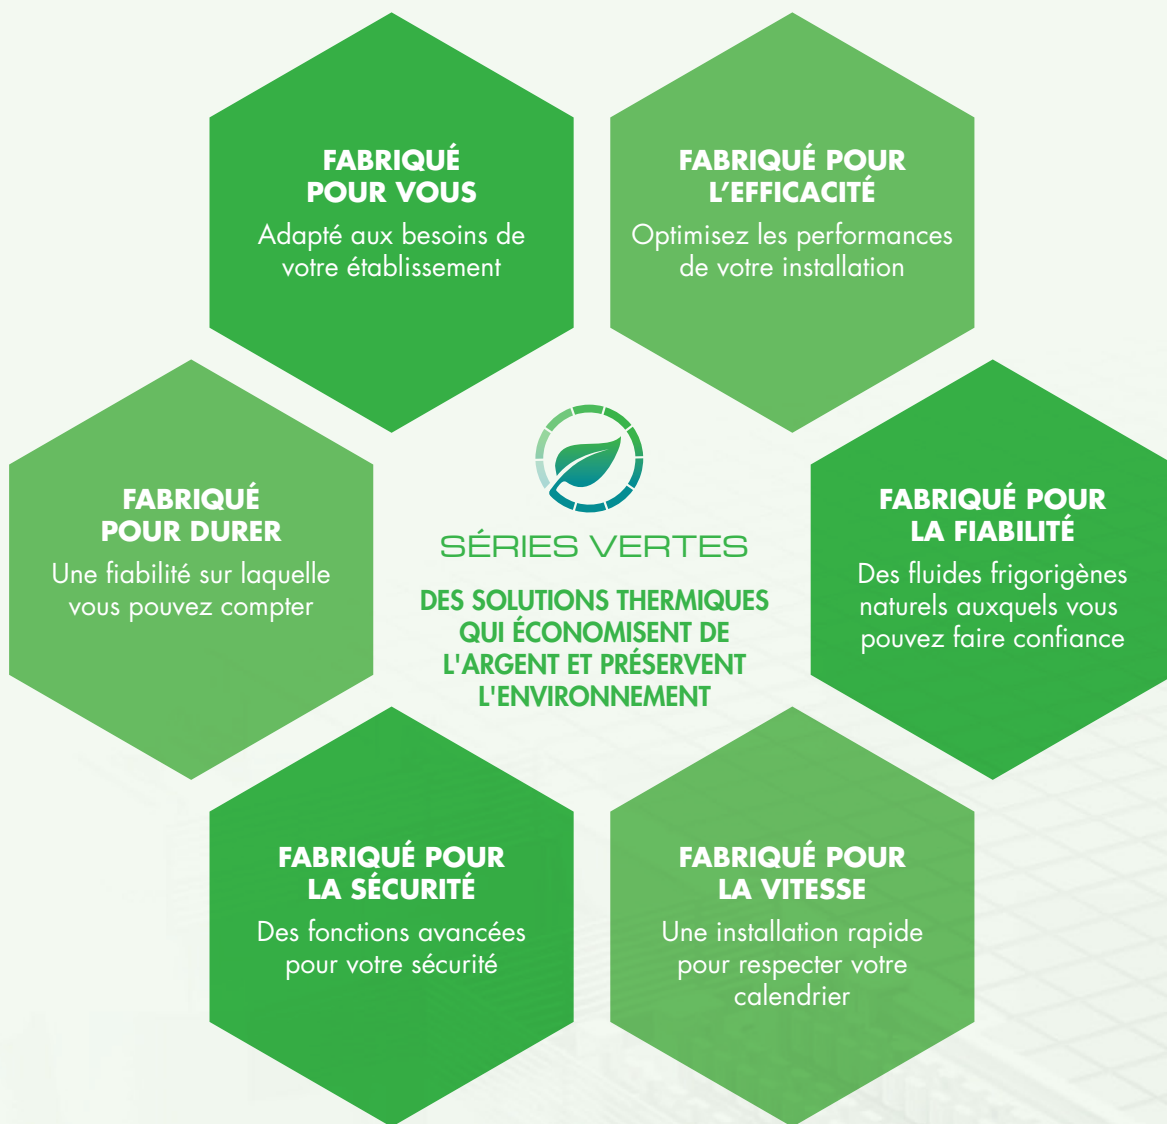 FABRIQUÉ
POUR VOUS
Adapté aux besoins de
votre établissement
FABRIQUÉ POUR
L’EFFICACITÉ
Optimisez les performances
de votre installation
FABRIQUÉ
POUR DURER
Une fiabilité sur laquelle
vous pouvez compter
SÉRIES VERTES
DES SOLUTIONS THERMIQUES
QUI ÉCONOMISENT DE
L'ARGENT ET PRÉSERVENT
L'ENVIRONNEMENT
FABRIQUÉ POUR
LA FIABILITÉ
Des fluides frigorigènes
naturels auxquels vous
pouvez faire confiance
FABRIQUÉ POUR
LA SÉCURITÉ
Des fonctions avancées
pour votre sécurité
FABRIQUÉ POUR
LA VITESSE
Une installation rapide
pour respecter votre
calendrier